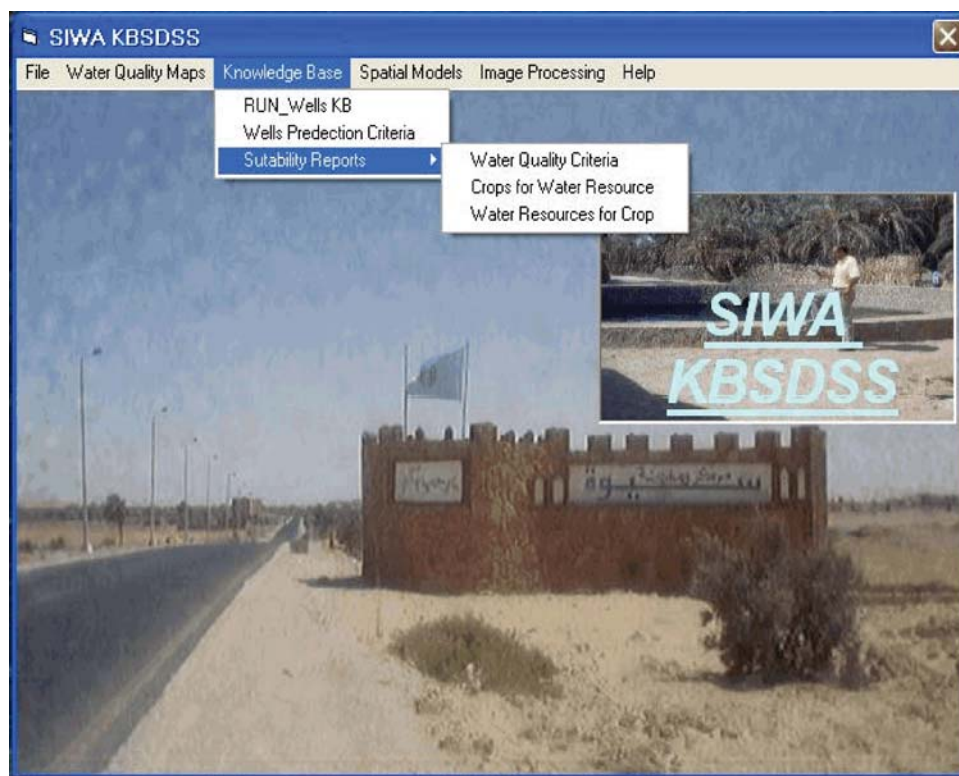 SIWA KBSDSS
File Water Quality Maps Knowledge Base Spatial Models Image Processing Help
RUN_Wells KB
Wells Predection Criteria
Sutability Reports
Water Quality Criteria
Crops for Water Resource
Water Resources for Crop
SIWA
KBSDSS
سيوة